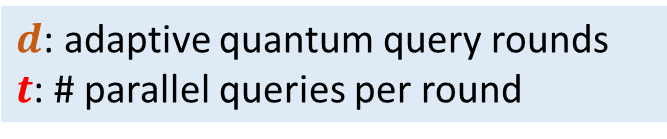 d: adaptive quantum query rounds
t: # parallel queries per round